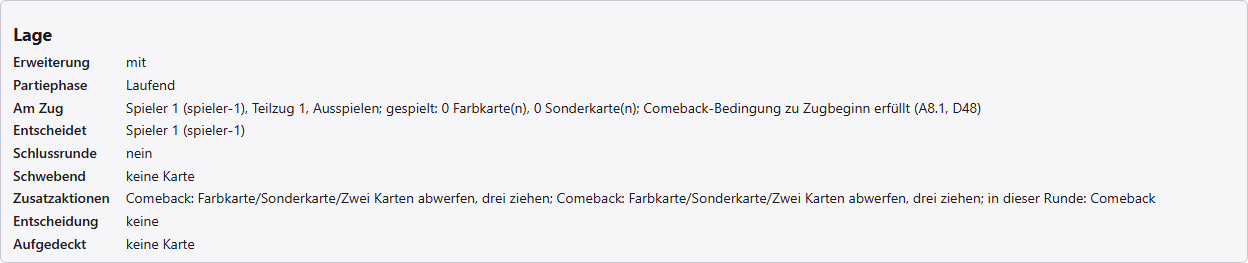 Lage
Erweiterung mit
Partiephase Laufend
Am Zug Spieler 1 (spieler-1), Teilzug 1, Ausspielen; gespielt: 0 Farbkarte(n), 0 Sonderkarte(n); Comeback-Bedingung zu Zugbeginn erfüllt (A8.1, D48)
Entscheidet Spieler 1 (spieler-1)
Schlussrunde nein
Schwebend keine Karte
Zusatzaktionen Comeback: Farbkarte/Sonderkarte/Zwei Karten abwerfen, drei ziehen; Comeback: Farbkarte/Sonderkarte/Zwei Karten abwerfen, drei ziehen; in dieser Runde: Comeback
Entscheidung keine
Aufgedeckt keine Karte